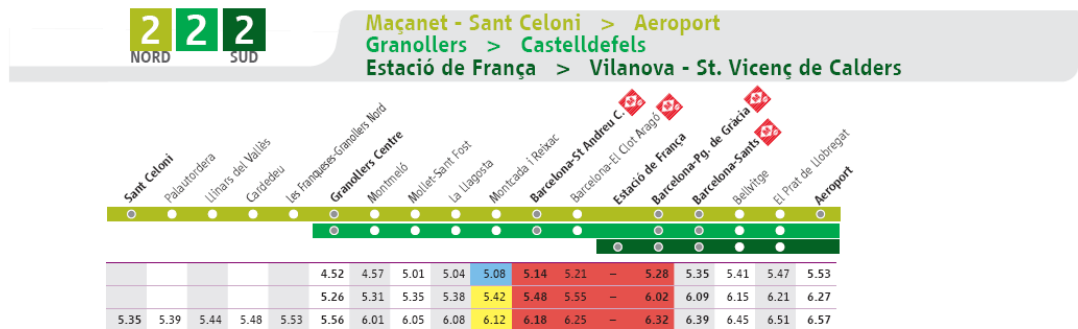 2 2 2
NORD SUD
Maçanet - Sant Celoni > Aeroport
Granollers > Castelldefels
Estació de França > Vilanova - St. Vicenç de Calders
Sant Celoni
Palautordera
Llinars del Vallès
Cardedeu
Les Franqueses-Granollers Nord
Granollers Centre
Montmeló
Mollet-Sant Fost
La Llagosta
Montcada i Reixac
Barcelona-St Andreu C.
Barcelona-El Clot Aragó
Estació de França
Barcelona-Pg. de Gràcia
Barcelona-Sants
Bellvitge
El Prat de Llobregat
Aeroport
4.52 4.57 5.01 5.04 5.08 5.14 5.21 – 5.28 5.35 5.41 5.47 5.53
5.26 5.31 5.35 5.38 5.42 5.48 5.55 – 6.02 6.09 6.15 6.21 6.27
5.35 5.39 5.44 5.48 5.53 5.56 6.01 6.05 6.08 6.12 6.18 6.25 – 6.32 6.39 6.45 6.51 6.57